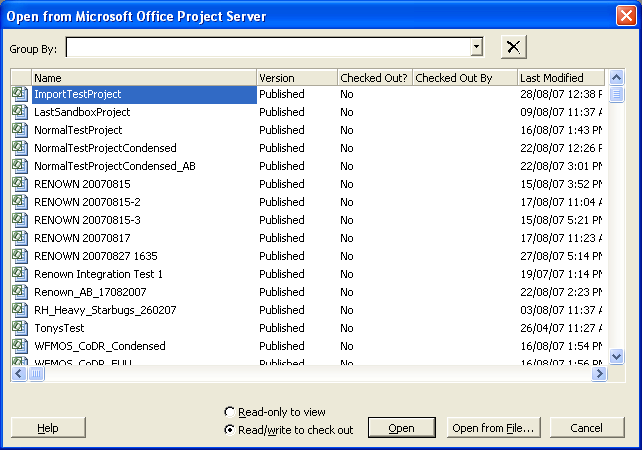 Open from Microsoft Office Project Server
Group By:
Name Version Checked Out? Checked Out By Last Modified
ImportTestProject Published No 28/08/07 12:38 P
LastSandboxProject Published No 09/08/07 11:37 A
NormalTestProject Published No 16/08/07 1:43 PM
NormalTestProjectCondensed Published No 22/08/07 12:26 P
NormalTestProjectCondensed_AB Published No 22/08/07 3:01 PM
RENOWN 20070815 Published No 15/08/07 3:52 PM
RENOWN 20070815-2 Published No 17/08/07 11:04 A
RENOWN 20070815-3 Published No 15/08/07 5:21 PM
RENOWN 20070817 Published No 17/08/07 11:23 A
RENOWN 20070827 1635 Published No 27/08/07 5:14 PM
Renown Integration Test 1 Published No 19/07/07 1:14 PM
Renown_AB_17082007 Published No 22/08/07 2:23 PM
RH_Heavy_Starbugs_260207 Published No 03/08/07 11:37 A
TonysTest Published No 26/04/07 11:27 A
WFMOS_CoDR_Condensed Published No 16/08/07 1:54 PM
WFMOS_CoDR_FULL Published No 16/08/07 1:56 PM
Read-only to view
Read/write to check out
Help Open Open from File... Cancel